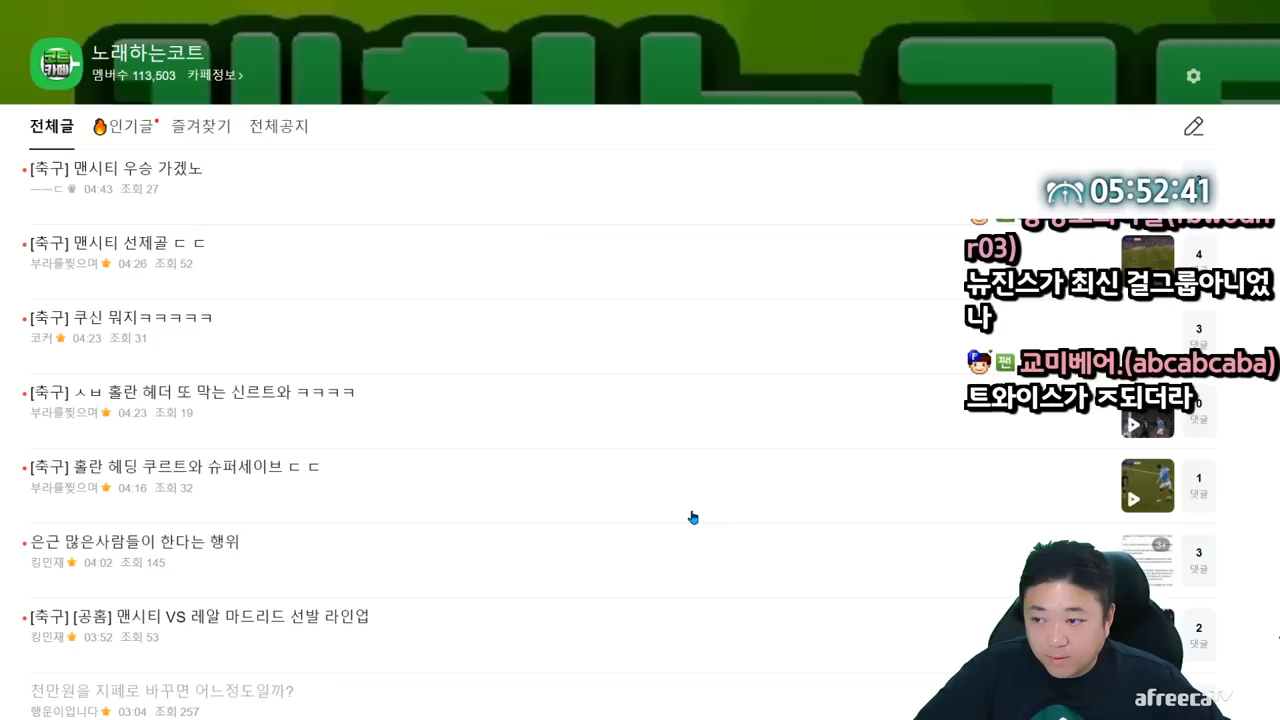 노래하는코트
멤버수 113,503 카페정보 >
전체글 🔥인기글 즐겨찾기 전체공지
[축구] 맨시티 우승 가겠노
ㅡㅡㄷ 04:43 조회 27
05:52:41
[축구] 맨시티 선제골 ㄷ ㄷ
부라를찢으며 04:26 조회 52
4
r03)
뉴진스가 최신 걸그룹아니었
나
[축구] 쿠신 뭐지ㅋㅋㅋㅋㅋ
코커 04:23 조회 31
3
댓글
팬 교미베어.(abcabcaba)
트와이스가 ㅈ되더라
[축구] ㅅㅂ 홀란 헤더 또 막는 신르트와 ㅋㅋㅋㅋ
부라를찢으며 04:23 조회 19
0
댓글
[축구] 홀란 헤딩 쿠르트와 슈퍼세이브 ㄷ ㄷ
부라를찢으며 04:16 조회 32
1
댓글
은근 많은사람들이 한다는 행위
킹민재 04:02 조회 145
3+
3
댓글
[축구] [공홈] 맨시티 VS 레알 마드리드 선발 라인업
킹민재 03:52 조회 53
2
댓글
천만원을 지폐로 바꾸면 어느정도일까?
행운이입니다 03:04 조회 257
afreecaTV